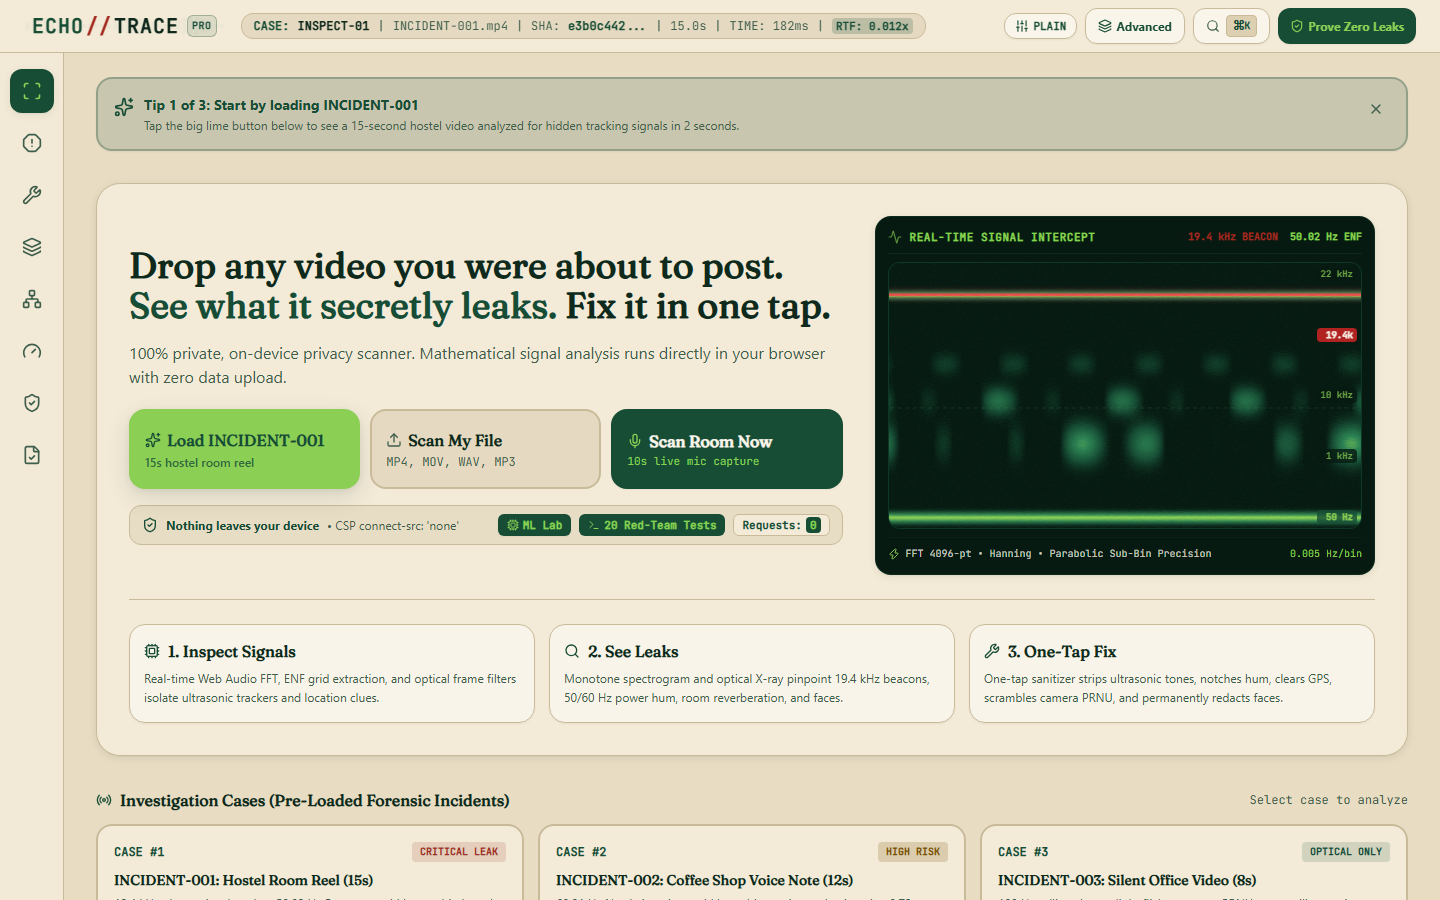 ECHO//TRACE PRO
CASE: INSPECT-01 | INCIDENT-001.mp4 | SHA: e3b0c442... | 15.0s | TIME: 182ms | RTF: 0.012x
PLAIN
Advanced
⌘K
Prove Zero Leaks
Tip 1 of 3: Start by loading INCIDENT-001
Tap the big lime button below to see a 15-second hostel video analyzed for hidden tracking signals in 2 seconds.
Drop any video you were about to post.
See what it secretly leaks. Fix it in one tap.
100% private, on-device privacy scanner. Mathematical signal analysis runs directly in your browser
with zero data upload.
Load INCIDENT-001
15s hostel room reel
Scan My File
MP4, MOV, WAV, MP3
Scan Room Now
10s live mic capture
Nothing leaves your device • CSP connect-src: 'none'
ML Lab
20 Red-Team Tests
Requests: 0
REAL-TIME SIGNAL INTERCEPT
19.4 kHz BEACON 50.02 Hz ENF
22 kHz
19.4k
10 kHz
1 kHz
50 Hz
FFT 4096-pt • Hanning • Parabolic Sub-Bin Precision
0.005 Hz/bin
1. Inspect Signals
Real-time Web Audio FFT, ENF grid extraction, and optical frame filters
isolate ultrasonic trackers and location clues.
2. See Leaks
Monotone spectrogram and optical X-ray pinpoint 19.4 kHz beacons,
50/60 Hz power hum, room reverberation, and faces.
3. One-Tap Fix
One-tap sanitizer strips ultrasonic tones, notches hum, clears GPS,
scrambles camera PRNU, and permanently redacts faces.
Investigation Cases (Pre-Loaded Forensic Incidents)
Select case to analyze
CASE #1
CRITICAL LEAK
INCIDENT-001: Hostel Room Reel (15s)
CASE #2
HIGH RISK
INCIDENT-002: Coffee Shop Voice Note (12s)
CASE #3
OPTICAL ONLY
INCIDENT-003: Silent Office Video (8s)